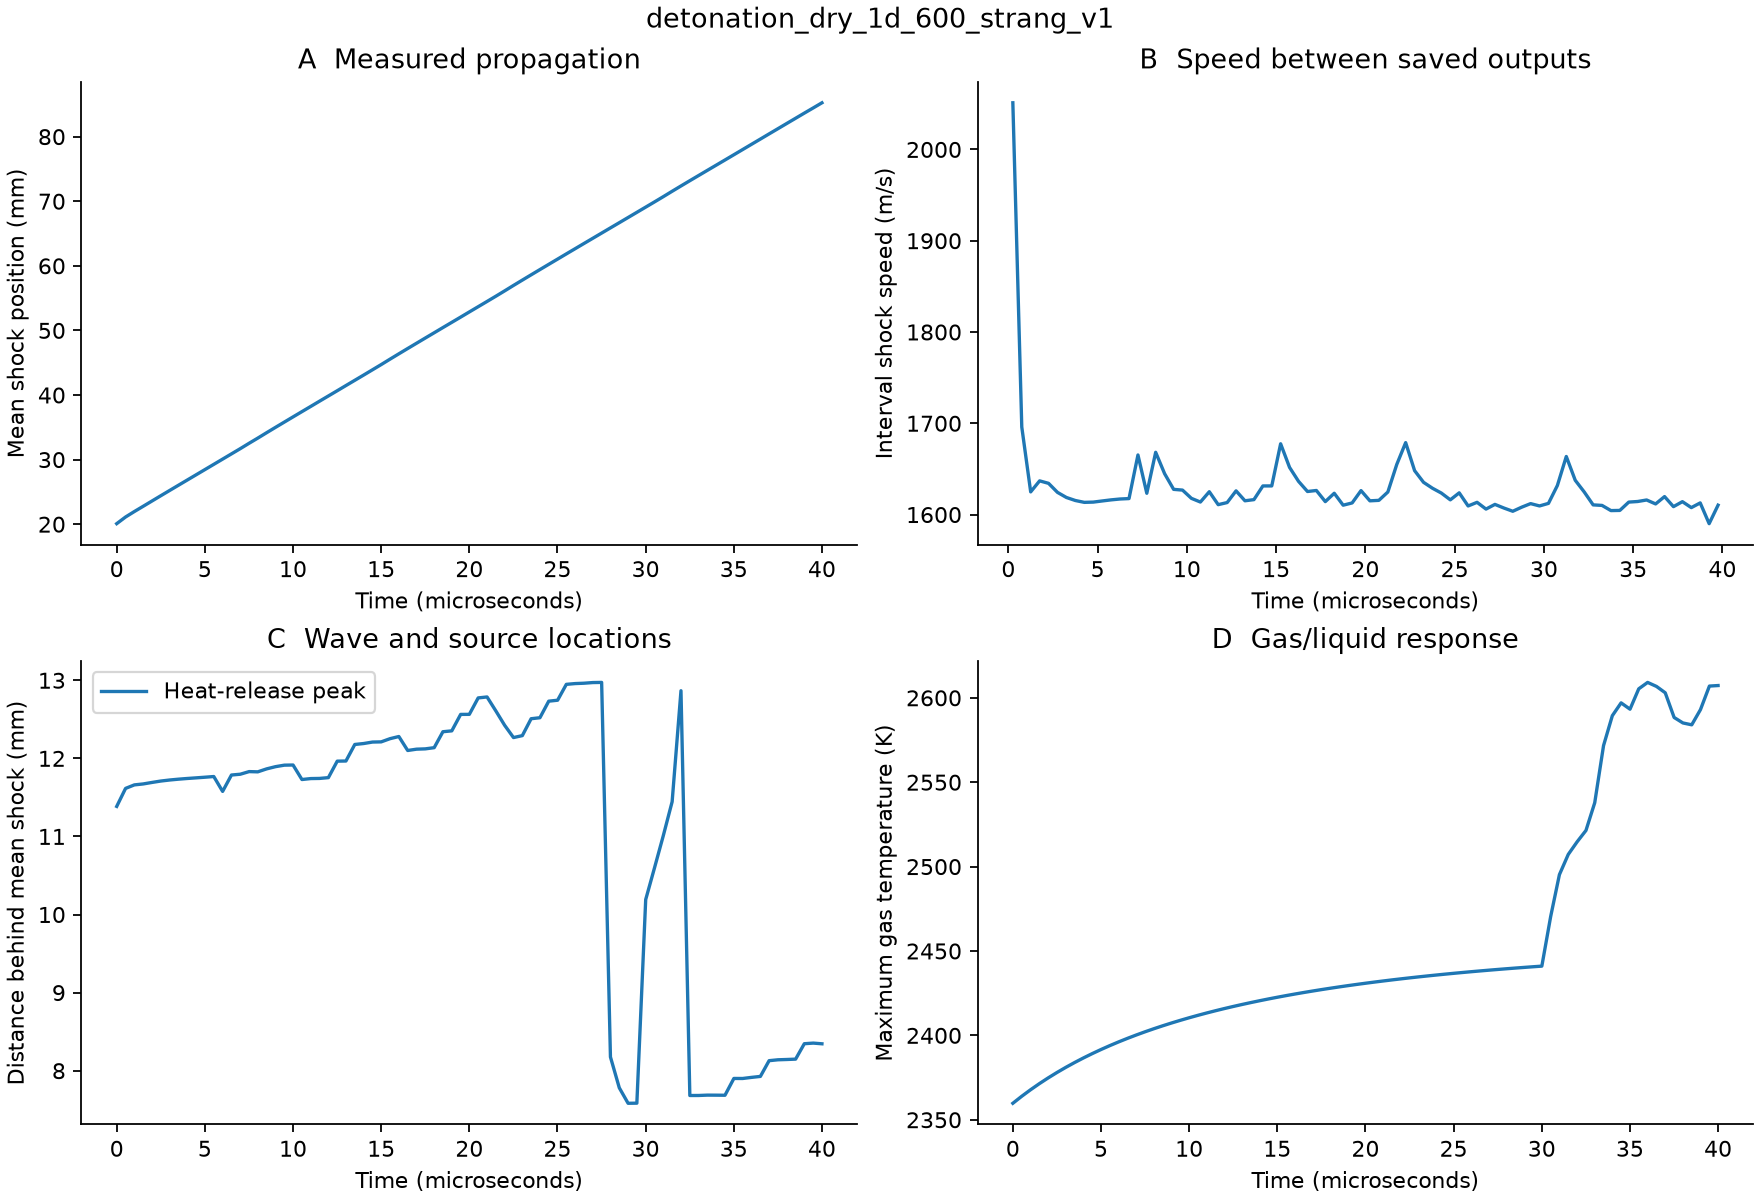 detonation_dry_1d_600_strang_v1
A Measured propagation
Mean shock position (mm)
80
70
60
50
40
30
20
0 5 10 15 20 25 30 35 40
Time (microseconds)
B Speed between saved outputs
Interval shock speed (m/s)
2000
1900
1800
1700
1600
0 5 10 15 20 25 30 35 40
Time (microseconds)
C Wave and source locations
Heat-release peak
Distance behind mean shock (mm)
13
12
11
10
9
8
0 5 10 15 20 25 30 35 40
Time (microseconds)
D Gas/liquid response
Maximum gas temperature (K)
2600
2550
2500
2450
2400
2350
0 5 10 15 20 25 30 35 40
Time (microseconds)